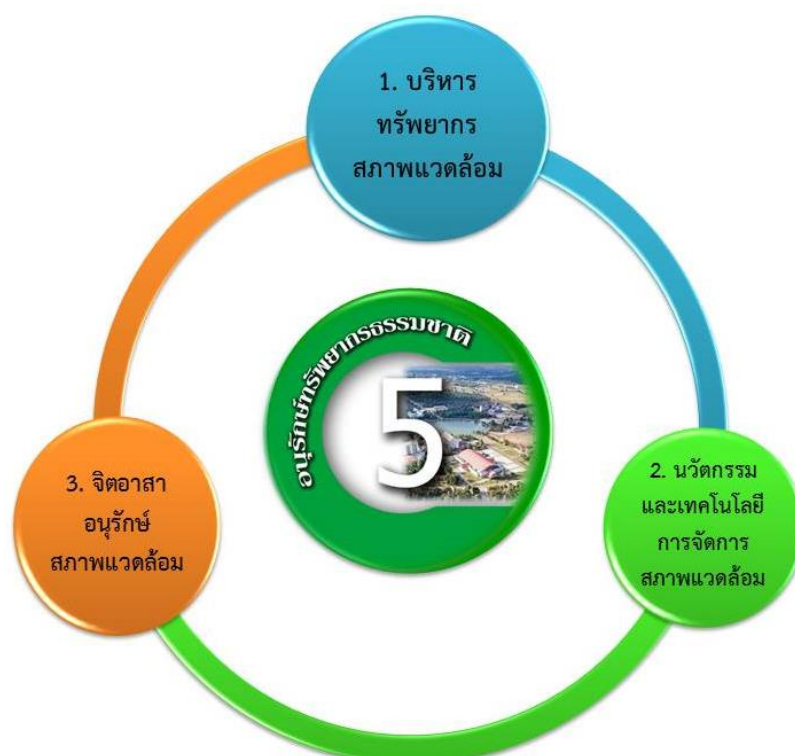 1. บริหาร
ทรัพยากร
สภาพแวดล้อม
อนุรักษ์ทรัพยากรธรรมชาติ
5
2. นวัตกรรม
และเทคโนโลยี
การจัดการ
สภาพแวดล้อม
3. จิตอาสา
อนุรักษ์
สภาพแวดล้อม